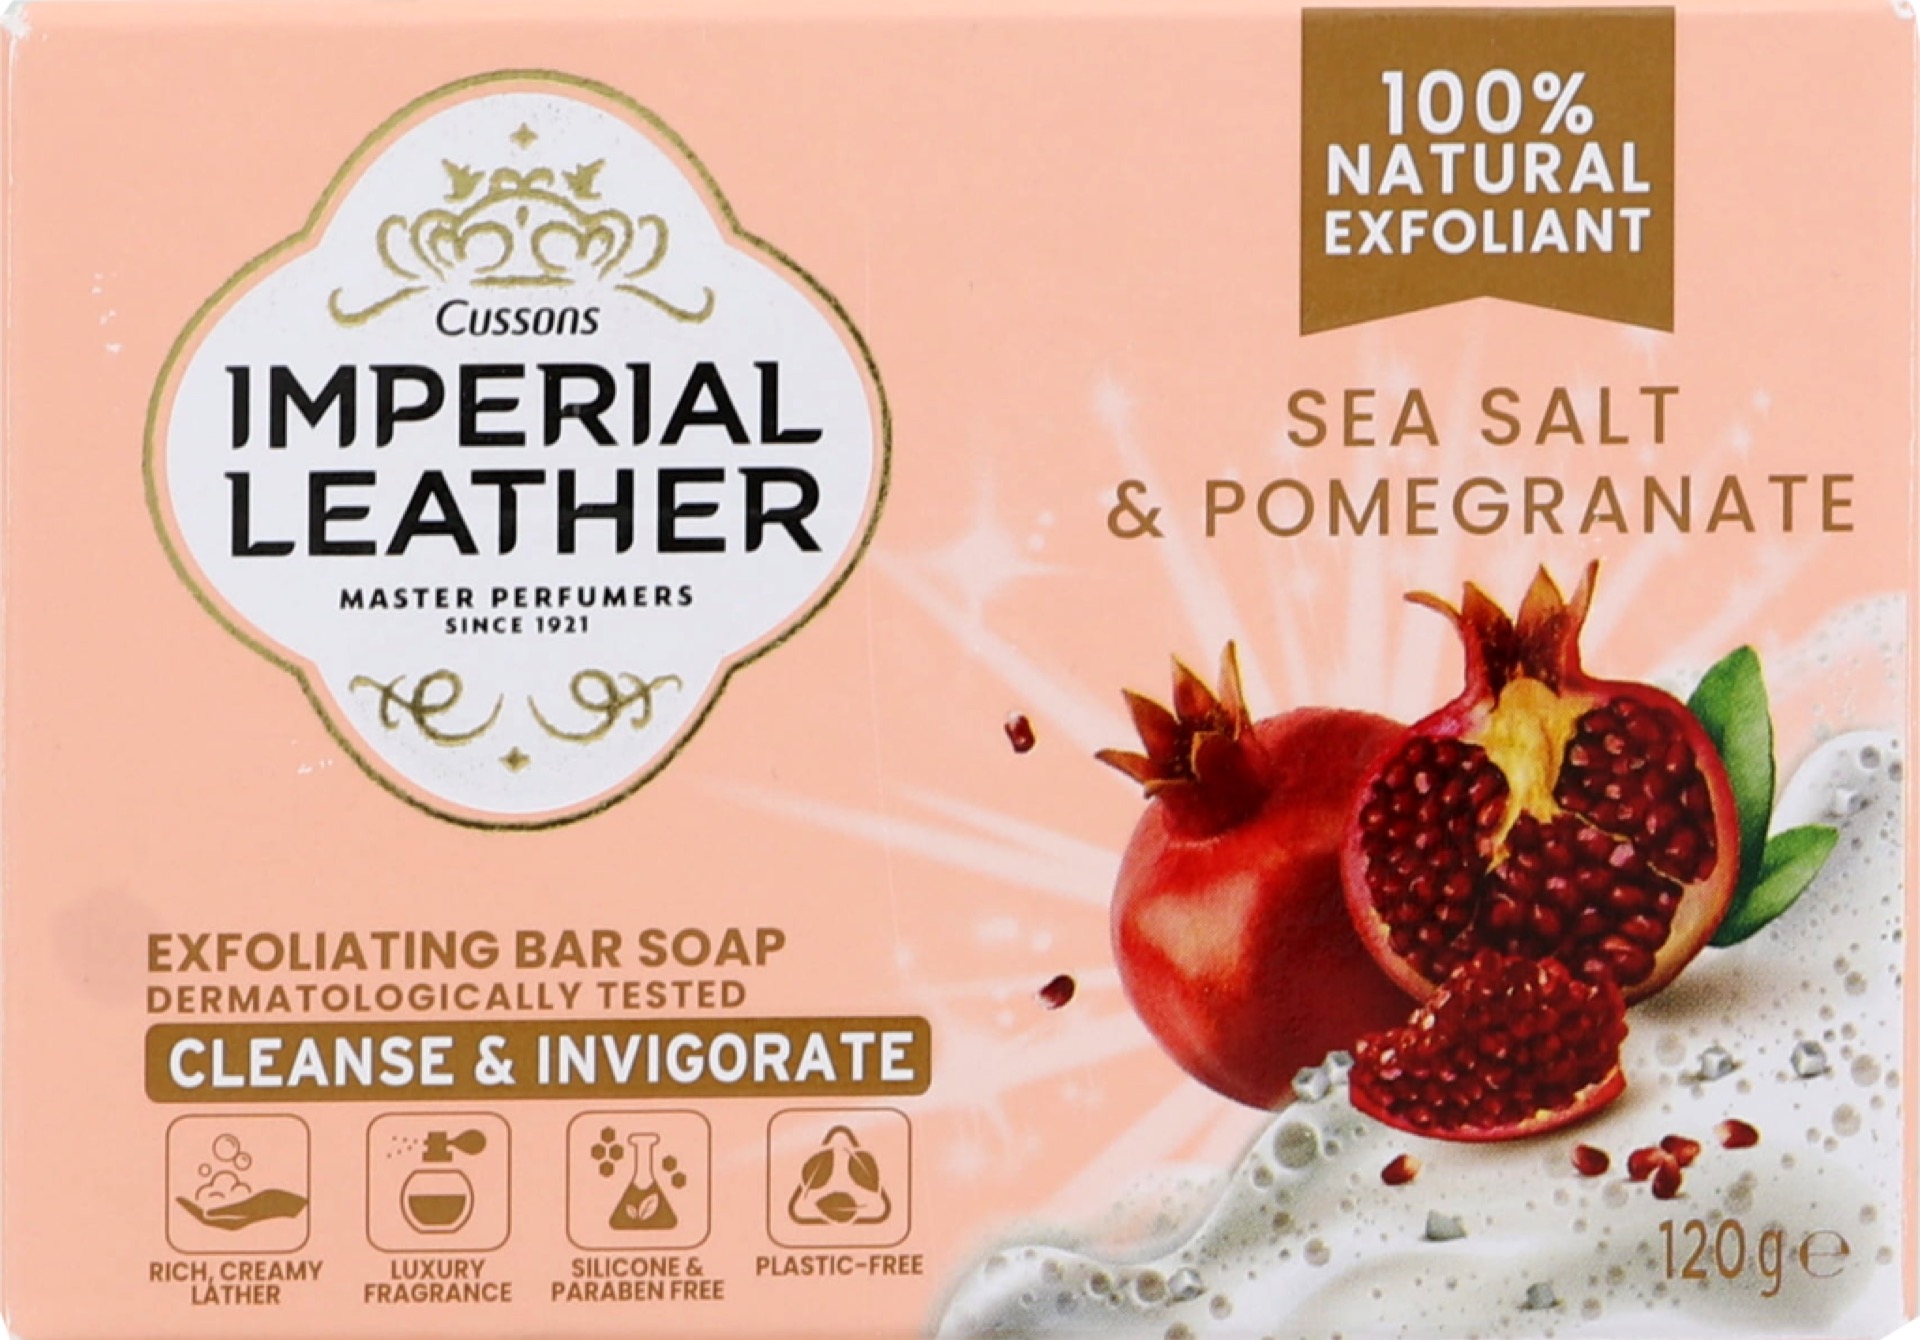 100%
NATURAL
EXFOLIANT
Cussons
IMPERIAL
LEATHER
MASTER PERFUMERS
SINCE 1921
SEA SALT
& POMEGRANATE
EXFOLIATING BAR SOAP
DERMATOLOGICALLY TESTED
CLEANSE & INVIGORATE
RICH, CREAMY
LATHER
LUXURY
FRAGRANCE
SILICONE &
PARABEN FREE
PLASTIC-FREE
120g℮